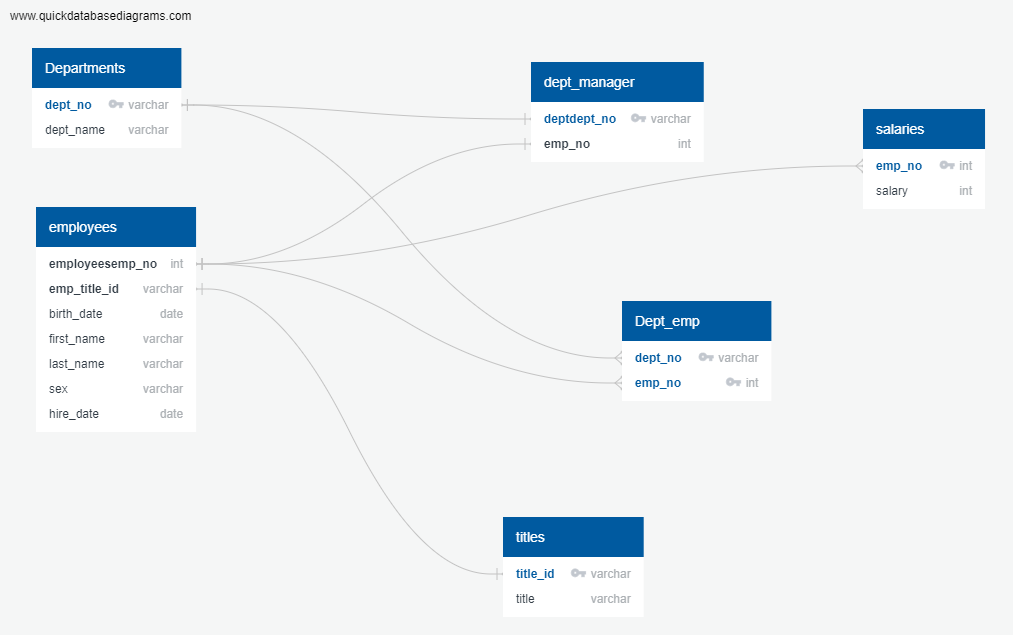 www.quickdatabasediagrams.com
Departments
dept_no varchar
dept_name varchar
employees
employeesemp_no int
emp_title_id varchar
birth_date date
first_name varchar
last_name varchar
sex varchar
hire_date date
dept_manager
deptdept_no varchar
emp_no int
salaries
emp_no int
salary int
Dept_emp
dept_no varchar
emp_no int
titles
title_id varchar
title varchar